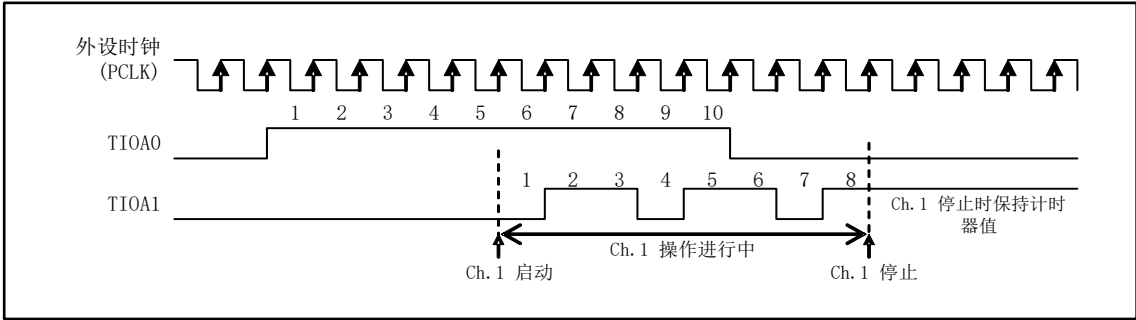 外设时钟
(PCLK)
1 2 3 4 5 6 7 8 9 10
TIOA0
1 2 3 4 5 6 7 8
TIOA1
Ch.1 停止时保持计时
器值
Ch.1 操作进行中
Ch.1 启动
Ch.1 停止